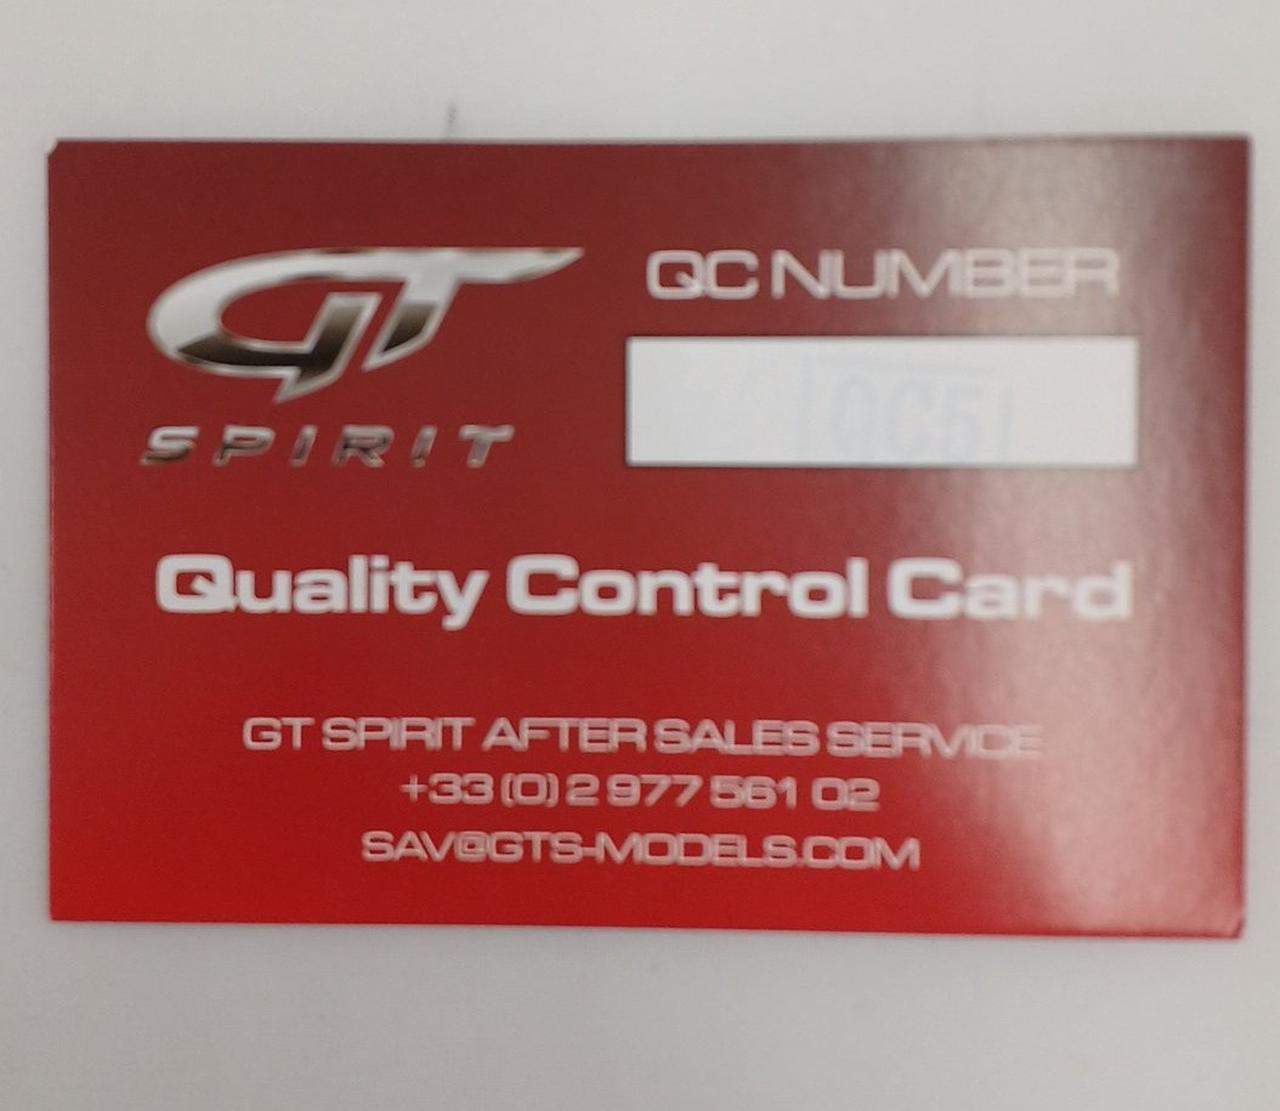 GT
SPIRIT
QC NUMBER
QC5
Quality Control Card
GT SPIRIT AFTER SALES SERVICE
+33 (0) 2 977 561 02
SAV@GTS-MODELS.COM